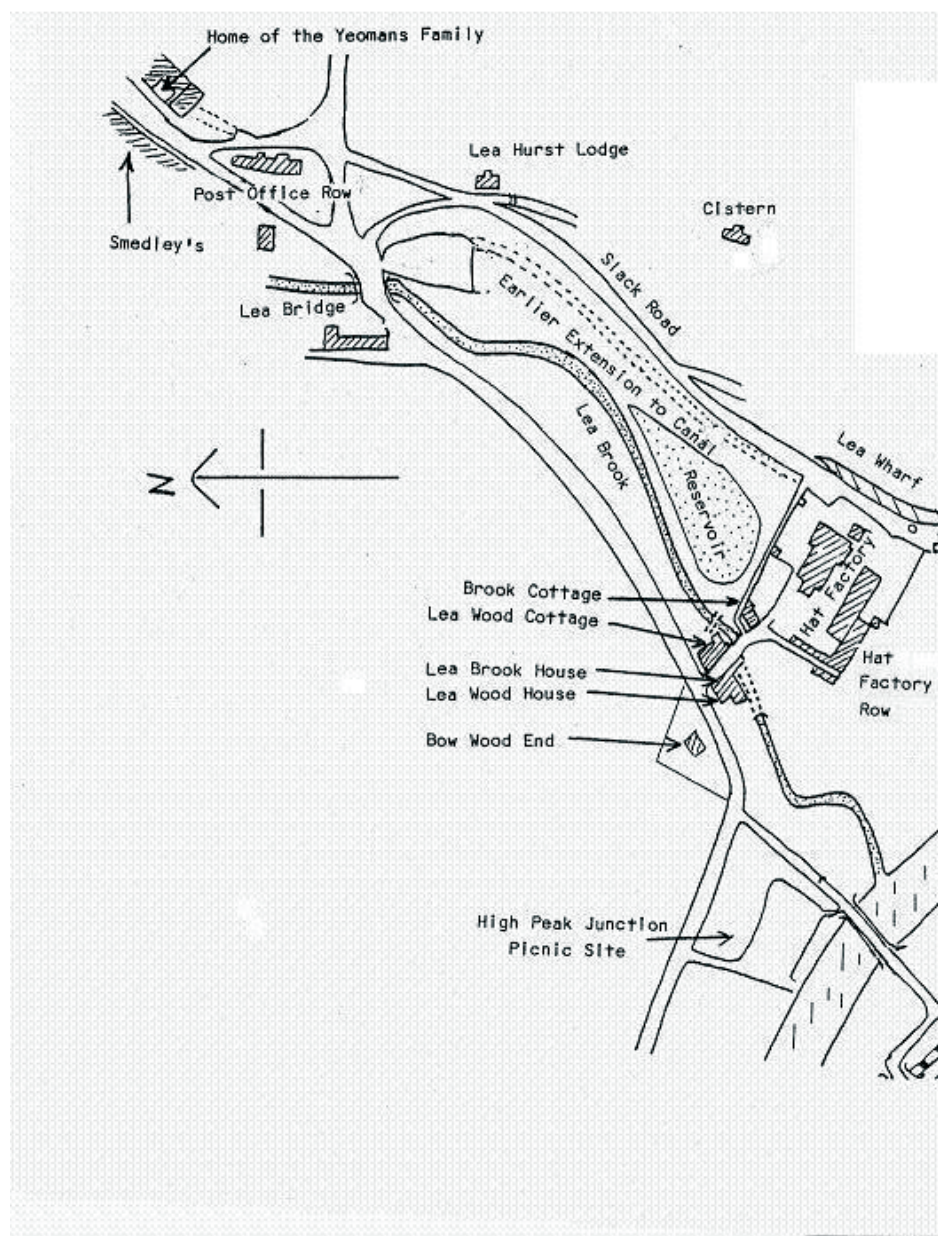 Home of the Yeomans Family
Lea Hurst Lodge
Post Office Row
Cistern
Smedley's
Slack Road
Lea Bridge
Earlier Extension to Canal
Lea Brook
Lea Wharf
N
Reservoir
Hat Factory
Brook Cottage
Lea Wood Cottage
Lea Brook House
Lea Wood House
Hat
Factory
Row
Bow Wood End
High Peak Junction
Picnic Site